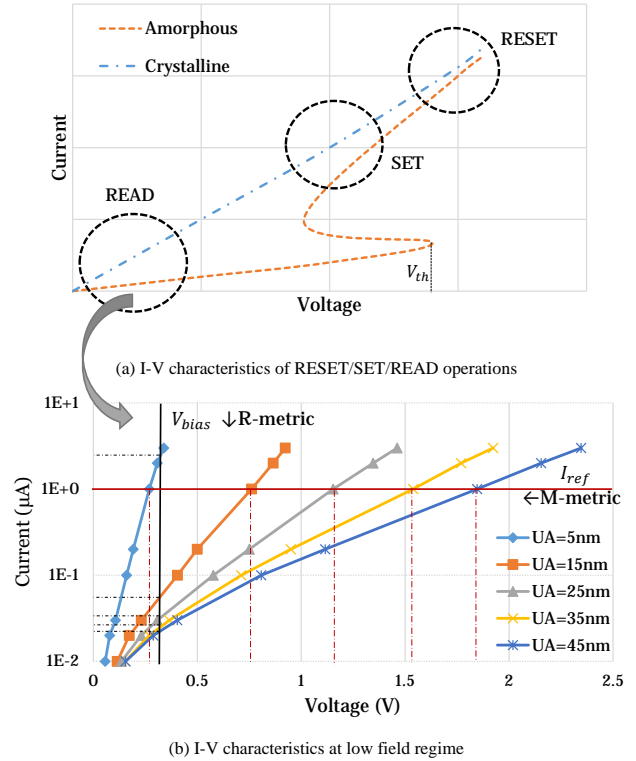 Amorphous
Crystalline
RESET
SET
READ
Current
V_th
Voltage
(a) I-V characteristics of RESET/SET/READ operations
1E+1
1E+0
1E-1
1E-2
Current (μA)
V_bias ↓R-metric
I_ref
←M-metric
UA=5nm
UA=15nm
UA=25nm
UA=35nm
UA=45nm
0 0.5 1 1.5 2 2.5
Voltage (V)
(b) I-V characteristics at low field regime